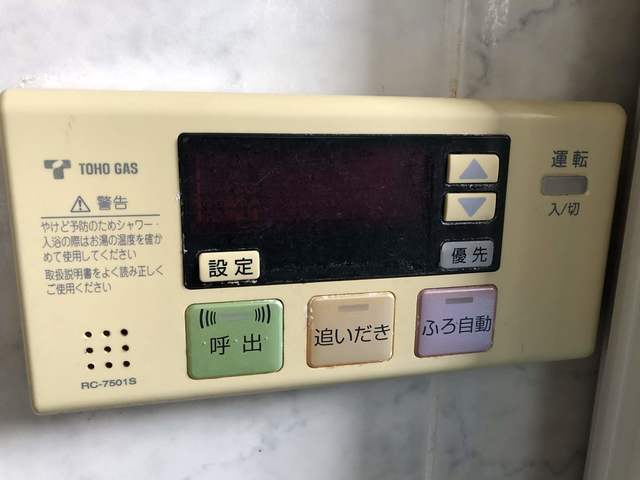 TOHO GAS
警告
やけど予防のためシャワー・
入浴の際はお湯の温度を確か
めて使用してください
取扱説明書をよく読み正しく
ご使用ください
運転
入/切
優先
設定
呼出
追いだき
ふろ自動
RC-7501S